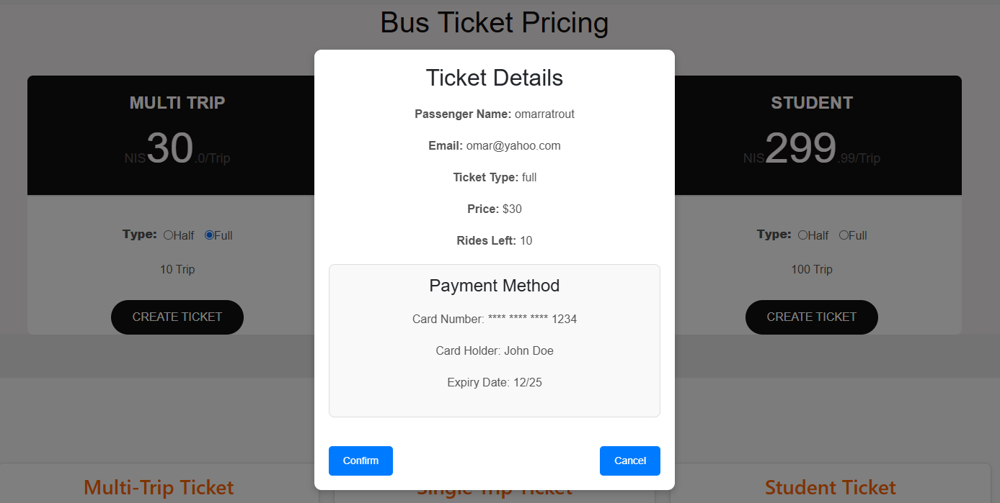 Bus Ticket Pricing
MULTI TRIP
NIS30.0/Trip
Type: Half Full
10 Trip
CREATE TICKET
Ticket Details
Passenger Name: omarratrout
Email: omar@yahoo.com
Ticket Type: full
Price: $30
Rides Left: 10
Payment Method
Card Number: **** **** **** 1234
Card Holder: John Doe
Expiry Date: 12/25
Confirm
Cancel
STUDENT
NIS299.99/Trip
Type: Half Full
100 Trip
CREATE TICKET
Multi-Trip Ticket
Single Trip Ticket
Student Ticket